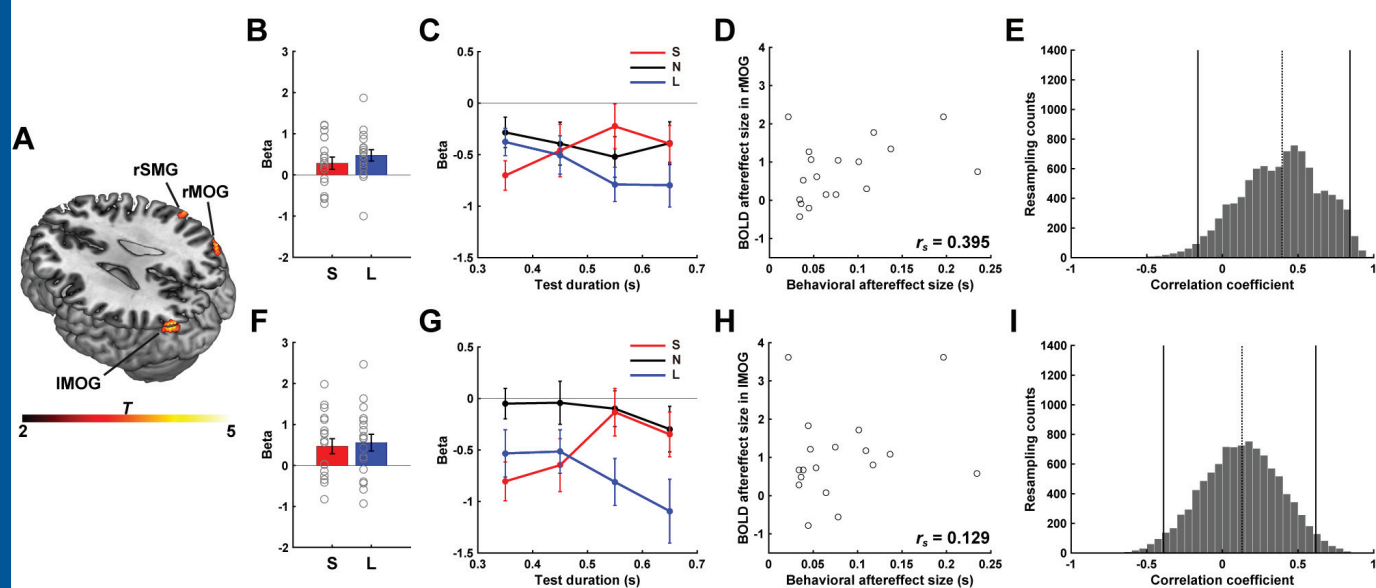 A
rSMG
rMOG
lMOG
T
2
5
B
3
2
1
0
-1
-2
Beta
S
L
C
0.5
0
-0.5
-1
-1.5
Beta
S
N
L
0.3
0.4
0.5
0.6
0.7
Test duration (s)
D
4
3
2
1
0
-1
BOLD aftereffect size in rMOG
rs = 0.395
0
0.05
0.1
0.15
0.20
0.25
Behavioral aftereffect size (s)
E
1400
1200
1000
800
600
400
200
0
Resampling counts
-1
-0.5
0
0.5
1
Correlation coefficient
F
3
2
1
0
-1
-2
Beta
S
L
G
0.5
0
-0.5
-1
-1.5
Beta
S
N
L
0.3
0.4
0.5
0.6
0.7
Test duration (s)
H
4
3
2
1
0
-1
BOLD aftereffect size in lMOG
rs = 0.129
0
0.05
0.1
0.15
0.20
0.25
Behavioral aftereffect size (s)
I
1400
1200
1000
800
600
400
200
0
Resampling counts
-1
-0.5
0
0.5
1
Correlation coefficient